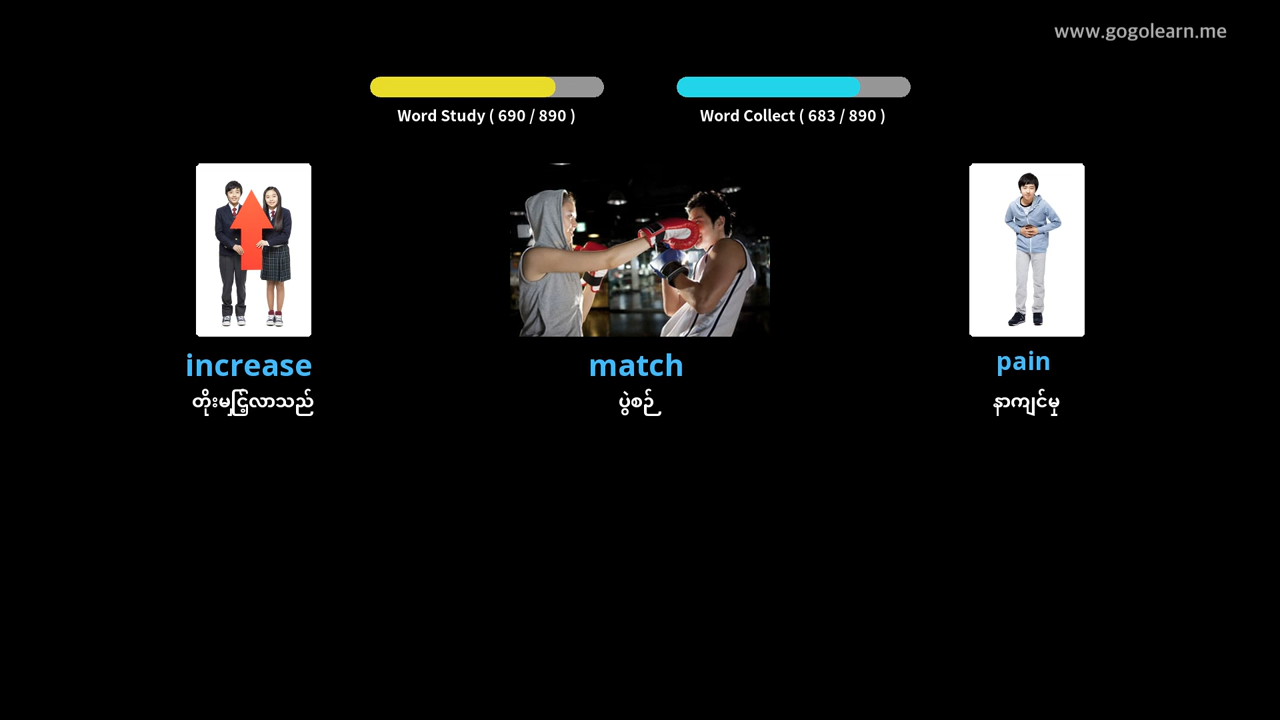 www.gogolearn.me
Word Study ( 690 / 890 )
Word Collect ( 683 / 890 )
increase
match
pain
တိုးမြှင့်လာသည်
ပွဲစဉ်
နာကျင်မှု